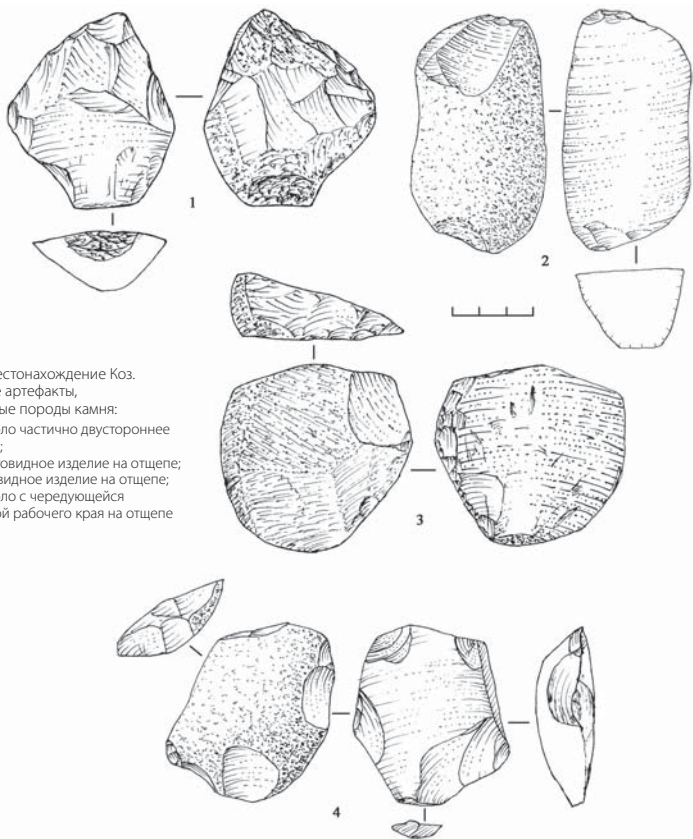 1
2
естонахождение Коз.
е артефакты,
ые породы камня:
ло частично двустороннее
;
овидное изделие на отщепе;
видное изделие на отщепе;
ло с чередующейся
ой рабочего края на отщепе
3
4